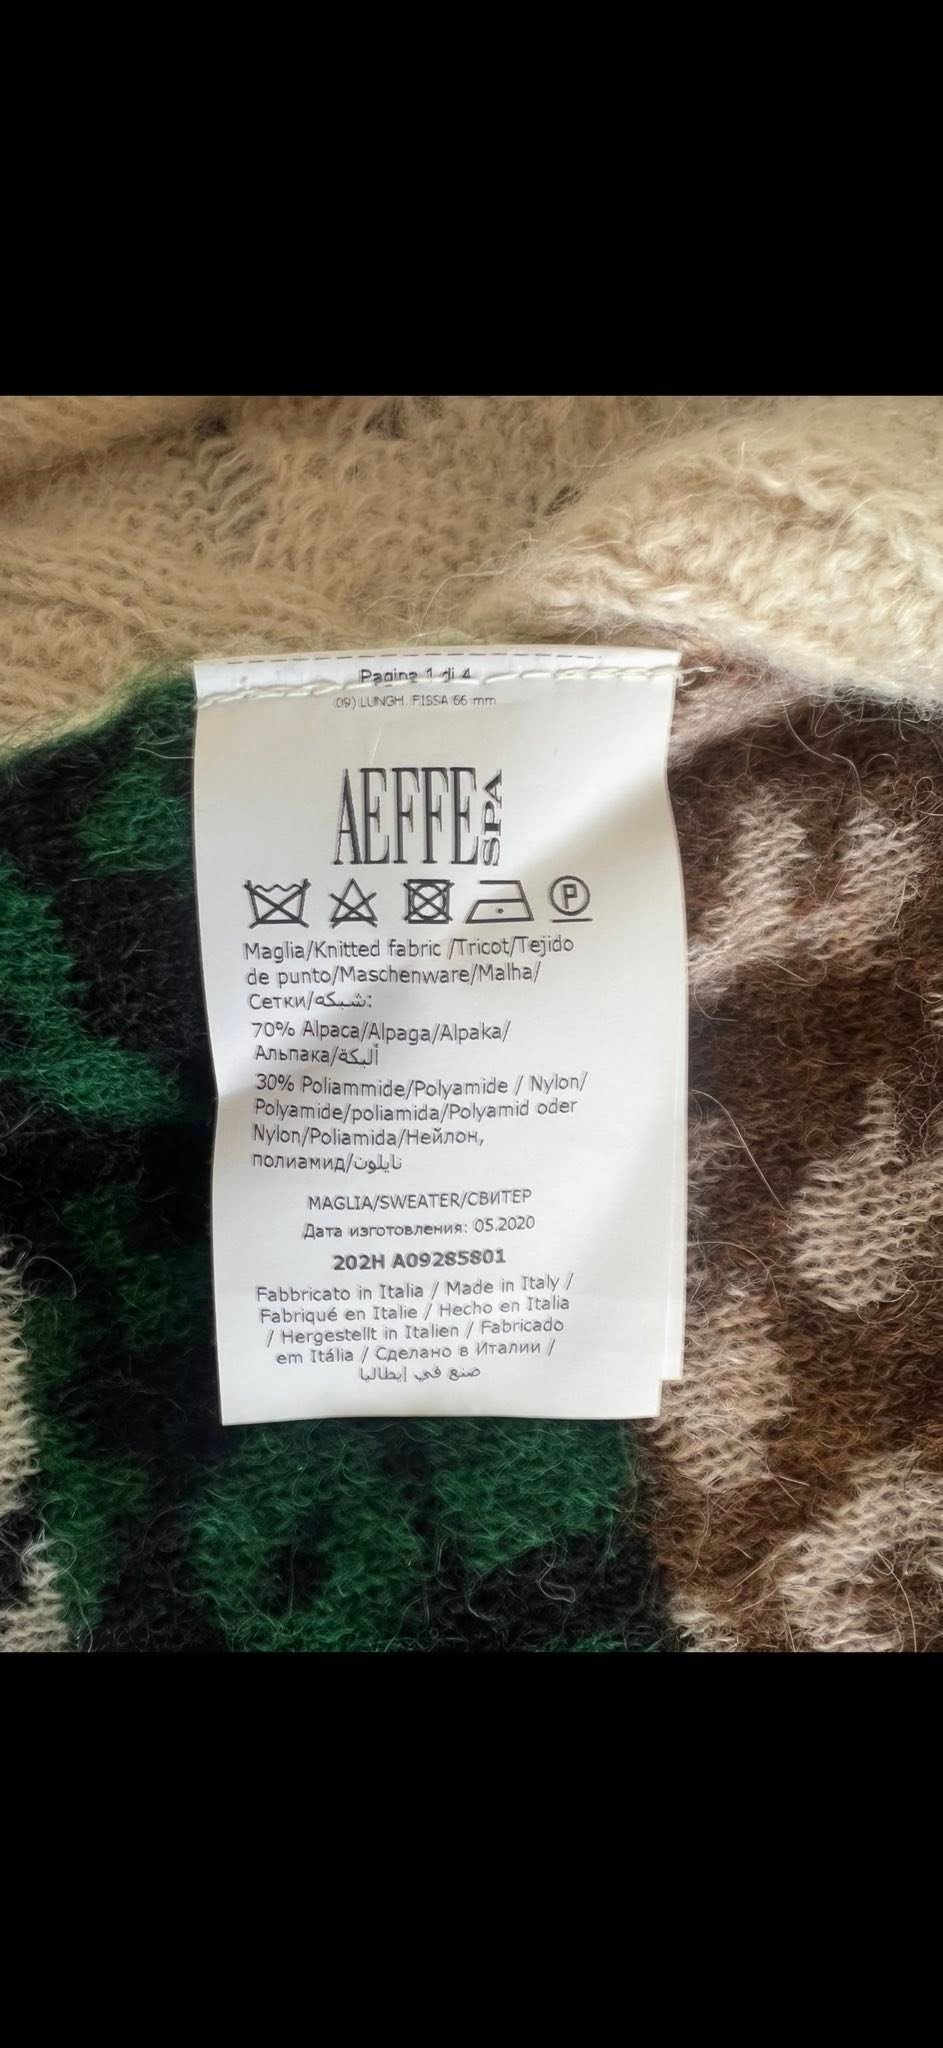 Pagina 1 di 4
09) LUNGH. FISSA 66 mm
AEFFE SPA
P
Maglia/Knitted fabric /Tricot/Tejido
de punto/Maschenware/Malha/
Сетки/شبكه:
70% Alpaca/Alpaga/Alpaka/
Альпака/ألبكة
30% Poliammide/Polyamide / Nylon/
Polyamide/poliamida/Polyamid oder
Nylon/Poliamida/Нейлон,
полиамид/نايلون
MAGLIA/SWEATER/СВИТЕР
Дата изготовления: 05.2020
202H A09285801
Fabbricato in Italia / Made in Italy /
Fabriqué en Italie / Hecho en Italia
/ Hergestellt in Italien / Fabricado
em Itália / Сделано в Италии /
صنع في إيطاليا